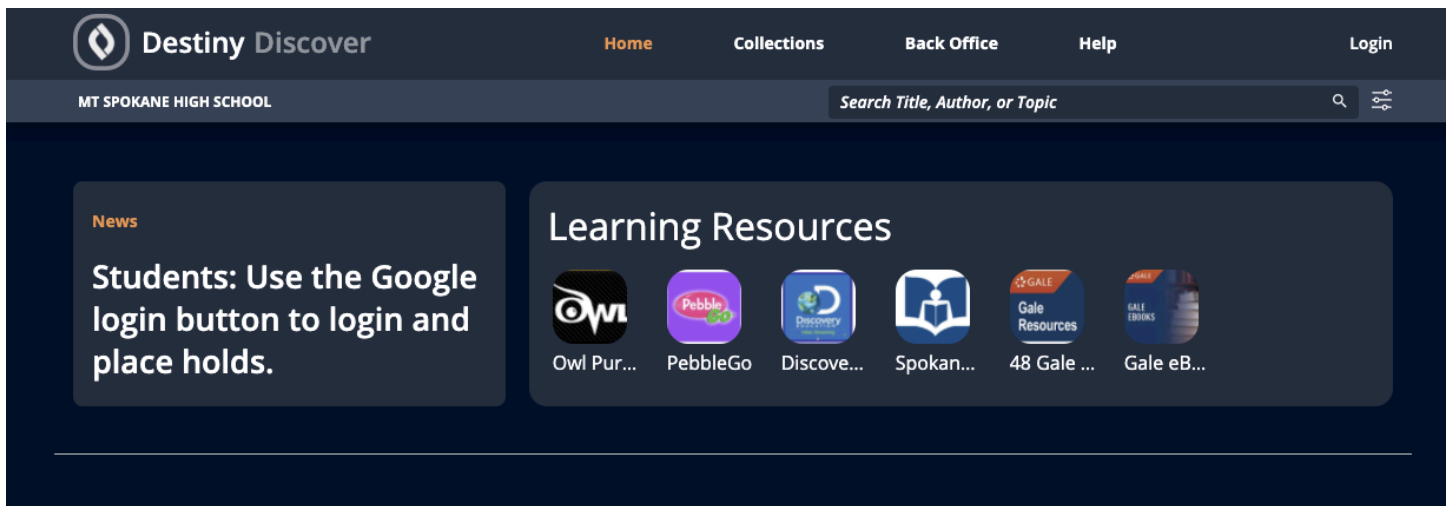 Destiny Discover
Home
Collections
Back Office
Help
Login
MT SPOKANE HIGH SCHOOL
Search Title, Author, or Topic
News
Students: Use the Google
login button to login and
place holds.
Learning Resources
OWL
Pebble
Go
Discovery
EDUCATION
GALE
Gale
Resources
GALE
GALE
EBOOKS
Owl Pur...
PebbleGo
Discove...
Spokan...
48 Gale ...
Gale eB...